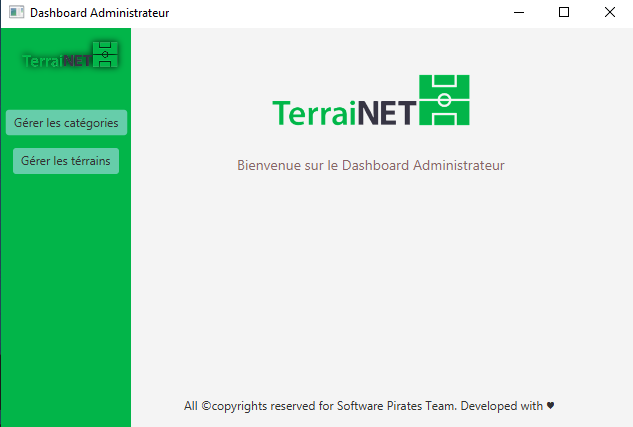 Dashboard Administrateur
TerraiNET
Gérer les catégories
Gérer les térrains
TerraiNET
Bienvenue sur le Dashboard Administrateur
All ©copyrights reserved for Software Pirates Team. Developed with ♥